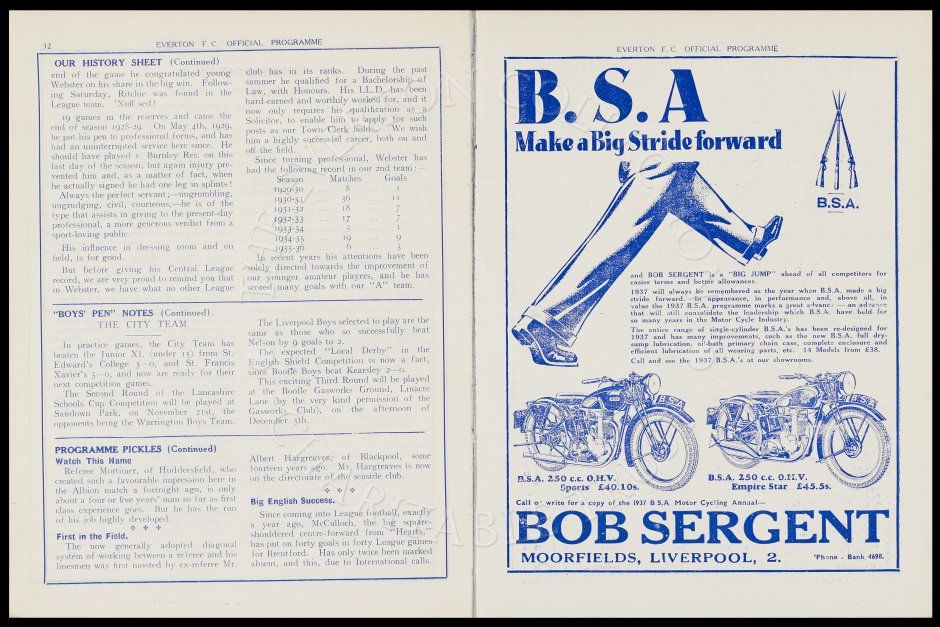 32
EVERTON F.C. OFFICIAL PROGRAMME
OUR HISTORY SHEET (Continued)
end of the game he congratulated young
Webster on his share in the big win. Follow-
ing Saturday, Ritchie was found in the
League team. 'Nuff sed!
19 games in the reserves and came the
end of season 1928-29. On May 4th, 1929,
he put his pen to professional forms, and has
had an uninterrupted service here since. He
should have played v. Burnley Res. on this
last day of the season, but again injury pre-
vented him and, as a matter of fact, when
he actually signed he had one leg in splints!
Always the perfect servant;—ungrumbling,
ungrudging, civil, courteous,—he is of the
type that assists in giving to the present-day
professional, a more generous verdict from a
sport-loving public.
His influence in dressing room and on
field, is for good.
But before giving his Central League
record, we are very proud to remind you that
in Webster, we have what no other League
club has in its ranks. During the past
summer he qualified for a Bachelorship of
Law, with Honours. His LL.D. has been
hard-earned and worthily worked for, and it
now only requires his qualification as a
Solicitor, to enable him to apply for such
posts as our Town Clerk holds. We wish
him a highly successful career, both on and
off the field.
Since turning professional, Webster has
had the following record in our 2nd team:—
Season Matches Goals
1929-30 ... 8 ... 1
1930-31 ... 36 ... 11
1931-32 ... 18 ... 7
1932-33 ... 17 ... 7
1933-34 ... 5 ... 1
1934-35 ... 19 ... 9
1935-36 ... 6 ... 3
In recent years his attentions have been
solely directed towards the improvement of
our younger amateur players, and he has
scored many goals with our "A" team.
"BOYS' PEN" NOTES (Continued)
THE CITY TEAM.
In practice games, the City Team has
beaten the Junior XI. (under 15) from St.
Edward's College 3—0, and St. Francis
Xavier's 5—0, and now are ready for their
next competition games.
The Second Round of the Lancashire
Schools Cup Competition will be played at
Sandown Park, on November 21st, the
opponents being the Warrington Boys Team.
The Liverpool Boys selected to play are the
same as those who so successfully beat
Nelson by 9 goals to 2.
The expected "Local Derby" in the
English Shield Competition is now a fact,
since Bootle Boys beat Kearsley 2—0.
This exciting Third Round will be played
at the Bootle Gasworks Ground, Linacre
Lane (by the very kind permission of the
Gasworks Club), on the afternoon of
December 5th.
PROGRAMME PICKLES (Continued)
Watch This Name
Referee Mortimer, of Huddersfield, who
created such a favourable impression here in
the Albion match a fortnight ago, is only
about a four or five years' man so far as first
class experience goes. But he has the run
of his job highly developed.
First in the Field.
The now generally adopted diagonal
system of working between a referee and his
linesmen was first mooted by ex-referee Mr.
Albert Hargreaves, of Blackpool, some
fourteen years ago. Mr. Hargreaves is now
on the directorate of the seaside club.
Big English Success.
Since coming into League football, exactly
a year ago, McCulloch, the big square-
shouldered centre-forward from "Hearts,"
has put on forty goals in forty League games
for Brentford. Has only twice been marked
absent, and this, due to International calls.
EVERTON F.C. OFFICIAL PROGRAMME
B.S.A
Make a Big Stride forward
B.S.A.
and BOB SERGENT is a "BIG JUMP" ahead of all competitors for
easier terms and better allowances.
1937 will always be remembered as the year when B.S.A. made a big
stride forward. In appearance, in performance and, above all, in
value the 1937 B.S.A. programme marks a great advance — an advance
that will still consolidate the leadership which B.S.A. have held for
so many years in the Motor Cycle Industry.
The entire range of single-cylinder B.S.A.'s has been re-designed for
1937 and has many improvements, such as the new B.S.A. full dry-
sump lubrication, oil-bath primary chain case, complete enclosure and
efficient lubrication of all wearing parts, etc. 14 Models from £38.
Call and see the 1937 B.S.A.'s at our showrooms.
B.S.A. 250 c.c. O.H.V.
Sports £40.10s.
B.S.A. 250 c.c. O.H.V.
Empire Star £45.5s.
Call or write for a copy of the 1937 B.S.A. Motor Cycling Annual—
BOB SERGENT
MOORFIELDS, LIVERPOOL, 2. 'Phone - Bank 4698.